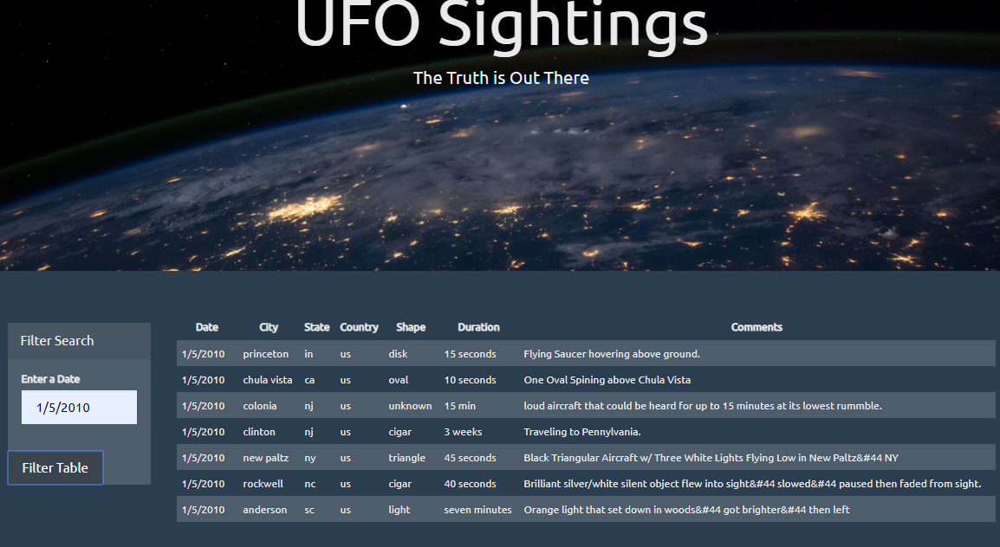 UFO Sightings
The Truth is Out There
Filter Search
Enter a Date
1/5/2010
Filter Table
Date City State Country Shape Duration Comments
1/5/2010 princeton in us disk 15 seconds Flying Saucer hovering above ground.
1/5/2010 chula vista ca us oval 10 seconds One Oval Spining above Chula Vista
1/5/2010 colonia nj us unknown 15 min loud aircraft that could be heard for up to 15 minutes at its lowest rummble.
1/5/2010 clinton nj us cigar 3 weeks Traveling to Pennylvania.
1/5/2010 new paltz ny us triangle 45 seconds Black Triangular Aircraft w/ Three White Lights Flying Low in New Paltz&#44 NY
1/5/2010 rockwell nc us cigar 40 seconds Brilliant silver/white silent object flew into sight&#44 slowed&#44 paused then faded from sight.
1/5/2010 anderson sc us light seven minutes Orange light that set down in woods&#44 got brighter&#44 then left